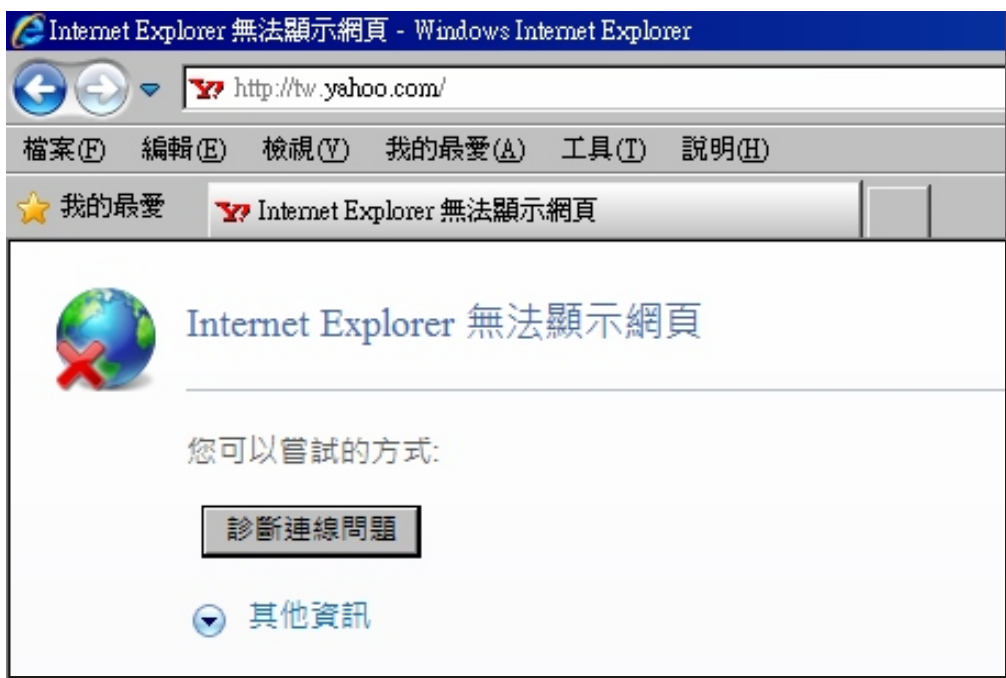 Internet Explorer 無法顯示網頁 - Windows Internet Explorer
Y! http://tw.yahoo.com/
檔案(F) 編輯(E) 檢視(V) 我的最愛(A) 工具(T) 說明(H)
我的最愛 Y! Internet Explorer 無法顯示網頁
Internet Explorer 無法顯示網頁
您可以嘗試的方式:
診斷連線問題
其他資訊